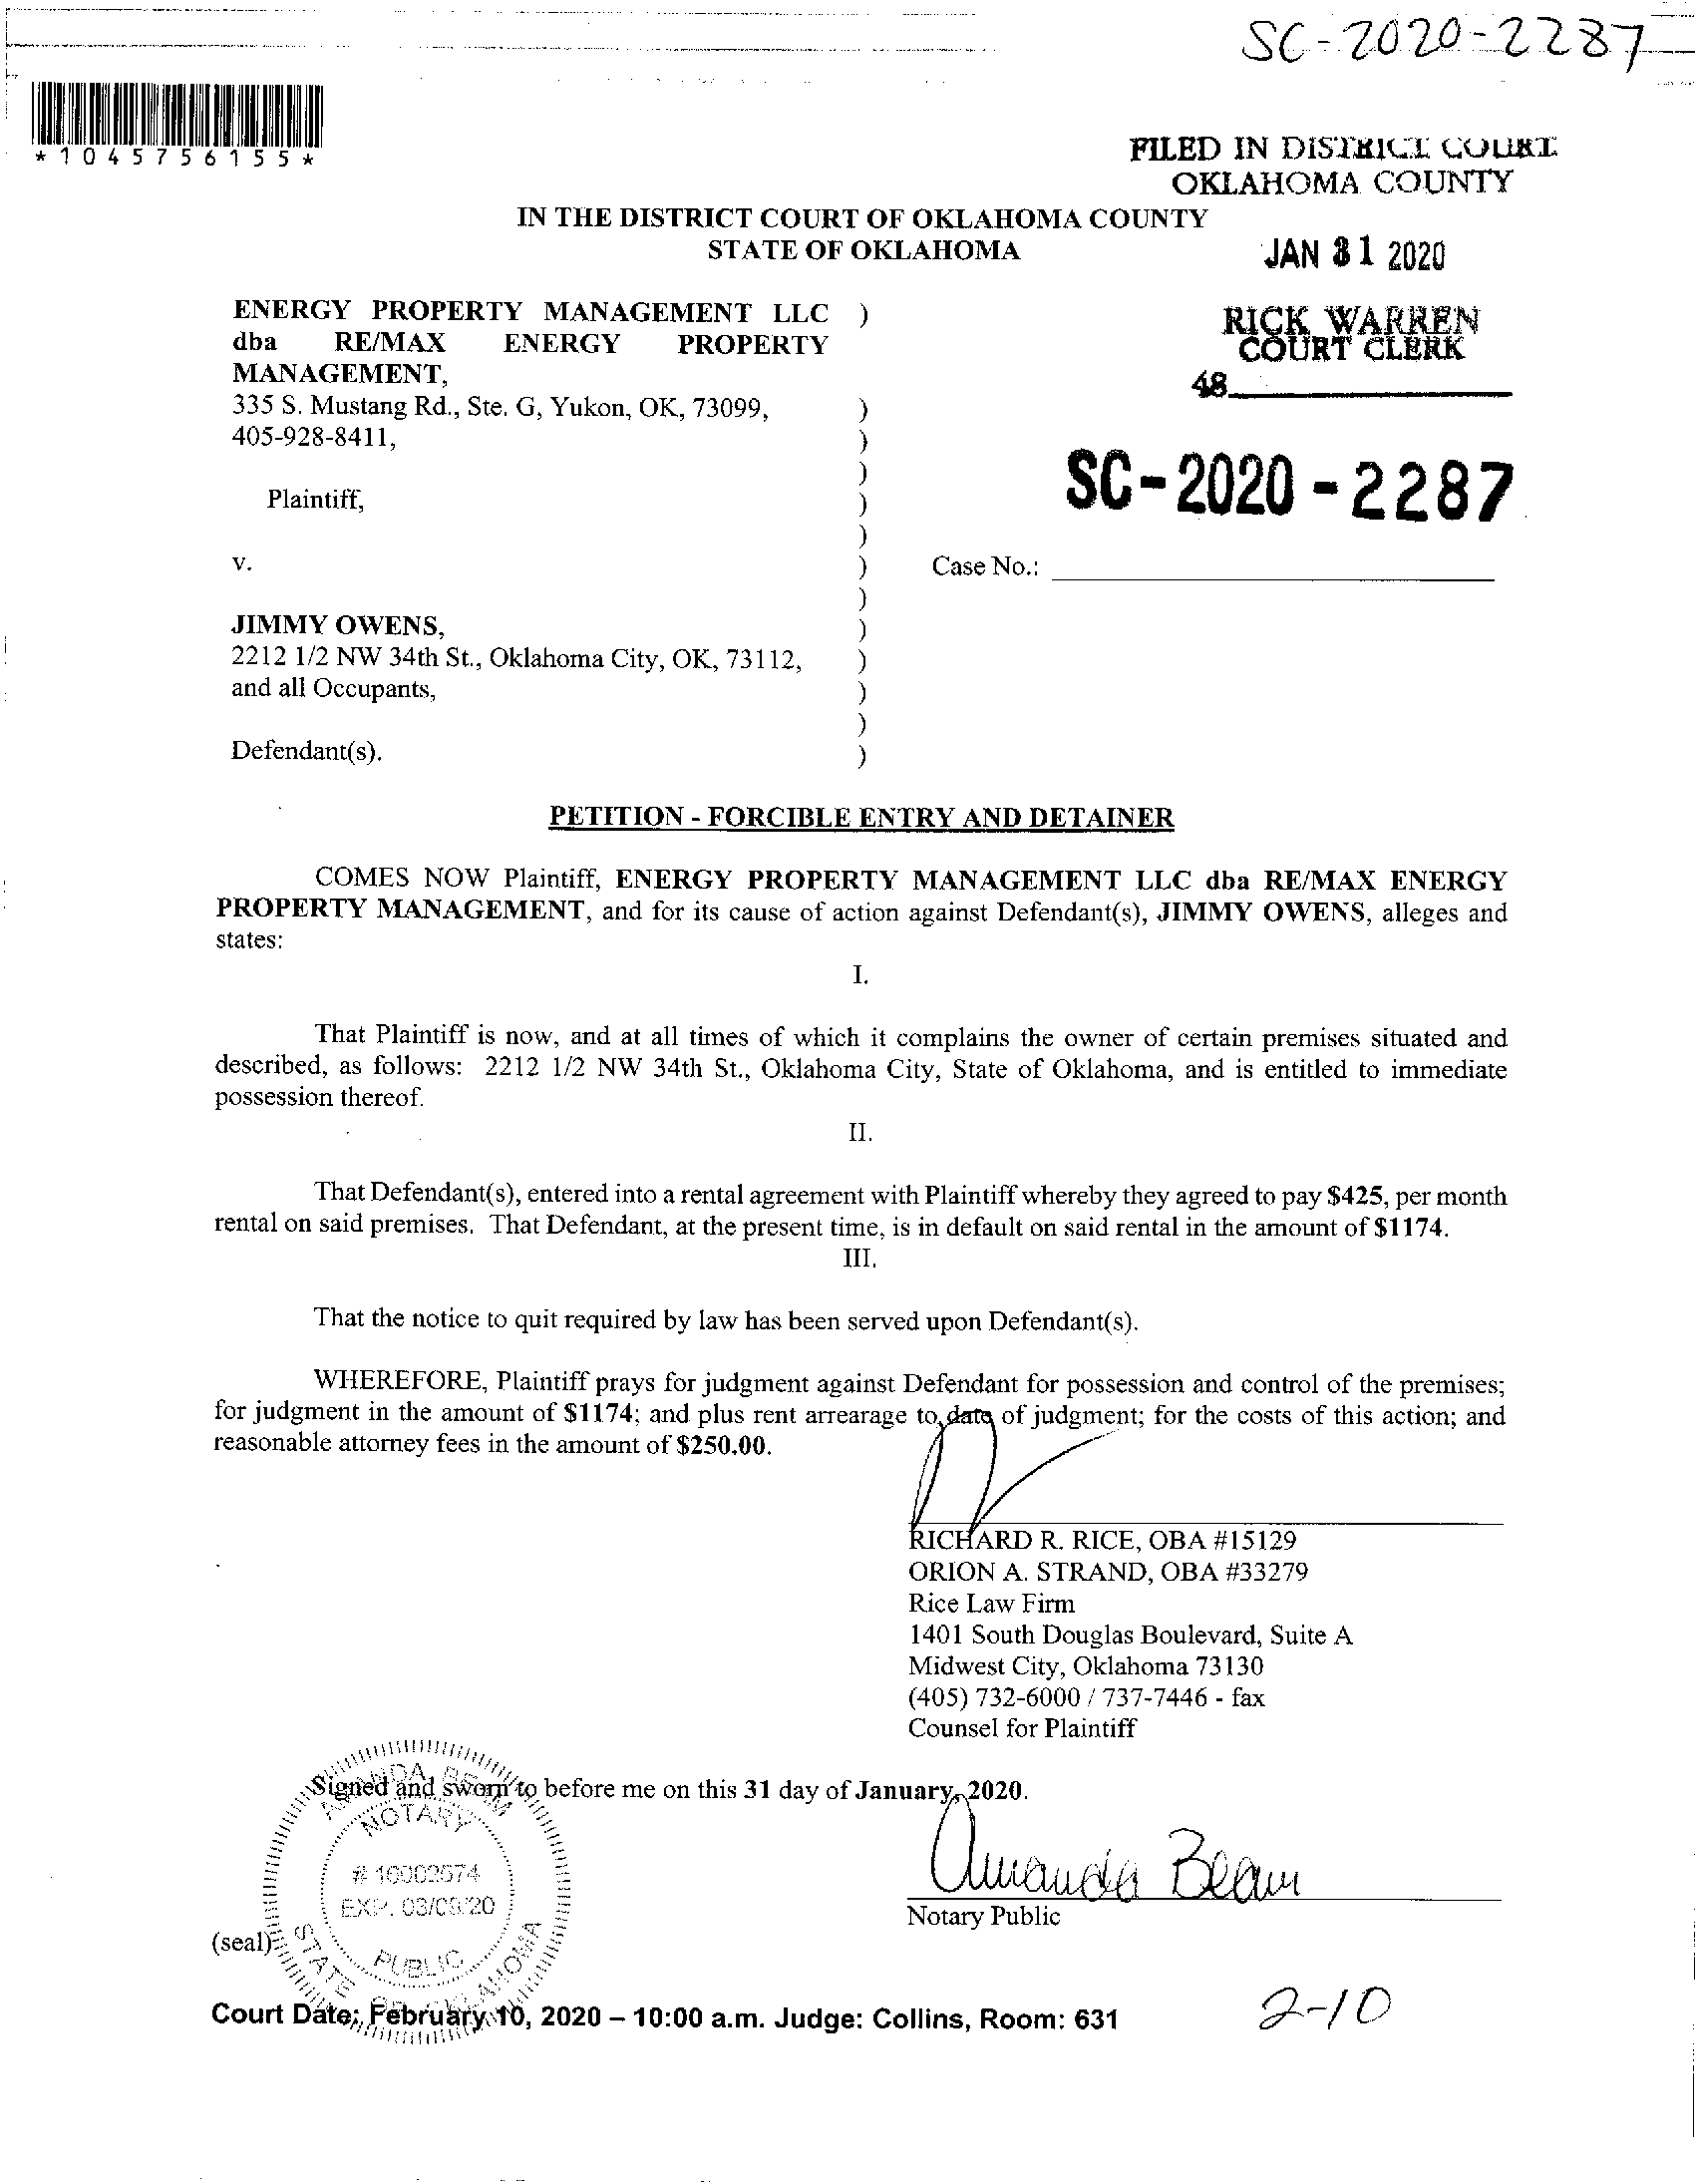 SC-2020-2287
*1045756155*
FILED IN DISTRICT COURT
OKLAHOMA COUNTY
IN THE DISTRICT COURT OF OKLAHOMA COUNTY
STATE OF OKLAHOMA
JAN 31 2020
ENERGY PROPERTY MANAGEMENT LLC )
dba RE/MAX ENERGY PROPERTY
MANAGEMENT,
RICK WARREN
COURT CLERK
48
335 S. Mustang Rd., Ste. G, Yukon, OK, 73099, )
405-928-8411, )
)
SC-2020-2287
Plaintiff, )
)
v. )
Case No.:
)
JIMMY OWENS, )
2212 1/2 NW 34th St., Oklahoma City, OK, 73112, )
and all Occupants, )
)
Defendant(s). )
PETITION - FORCIBLE ENTRY AND DETAINER
COMES NOW Plaintiff, ENERGY PROPERTY MANAGEMENT LLC dba RE/MAX ENERGY
PROPERTY MANAGEMENT, and for its cause of action against Defendant(s), JIMMY OWENS, alleges and
states:
I.
That Plaintiff is now, and at all times of which it complains the owner of certain premises situated and
described, as follows: 2212 1/2 NW 34th St., Oklahoma City, State of Oklahoma, and is entitled to immediate
possession thereof.
II.
That Defendant(s), entered into a rental agreement with Plaintiff whereby they agreed to pay $425, per month
rental on said premises. That Defendant, at the present time, is in default on said rental in the amount of $1174.
III.
That the notice to quit required by law has been served upon Defendant(s).
WHEREFORE, Plaintiff prays for judgment against Defendant for possession and control of the premises;
for judgment in the amount of $1174; and plus rent arrearage to date of judgment; for the costs of this action; and
reasonable attorney fees in the amount of $250.00.
RICHARD R. RICE, OBA #15129
ORION A. STRAND, OBA #33279
Rice Law Firm
1401 South Douglas Boulevard, Suite A
Midwest City, Oklahoma 73130
(405) 732-6000 / 737-7446 - fax
Counsel for Plaintiff
Signed and sworn to before me on this 31 day of January, 2020.
AMANDA BEAM
NOTARY
# 16002574
EXP. 03/08/20
PUBLIC
STATE OF OKLAHOMA
Amanda Beam
Notary Public
(seal)
Court Date: February 10, 2020 – 10:00 a.m. Judge: Collins, Room: 631
2-10